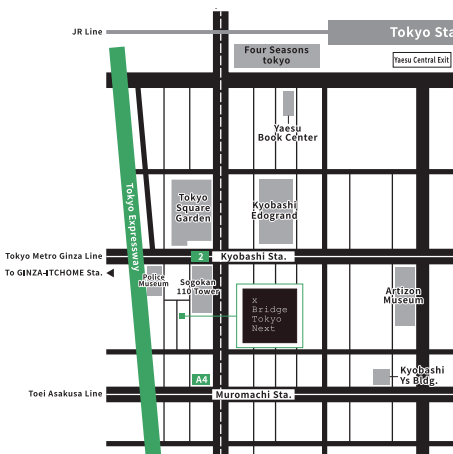 JR Line
Tokyo Sta
Four Seasons
tokyo
Yaesu Central Exit
Yaesu
Book Center
Tokyo Expressway
Tokyo
Square
Garden
Kyobashi
Edogrand
Tokyo Metro Ginza Line
2
Kyobashi Sta.
To GINZA-ITCHOME Sta.
Police
Museum
Sogokan
110 Tower
x
Bridge
Tokyo
Next
Artizon
Museum
Kyobashi
Ys Bldg.
A4
Toei Asakusa Line
Muromachi Sta.